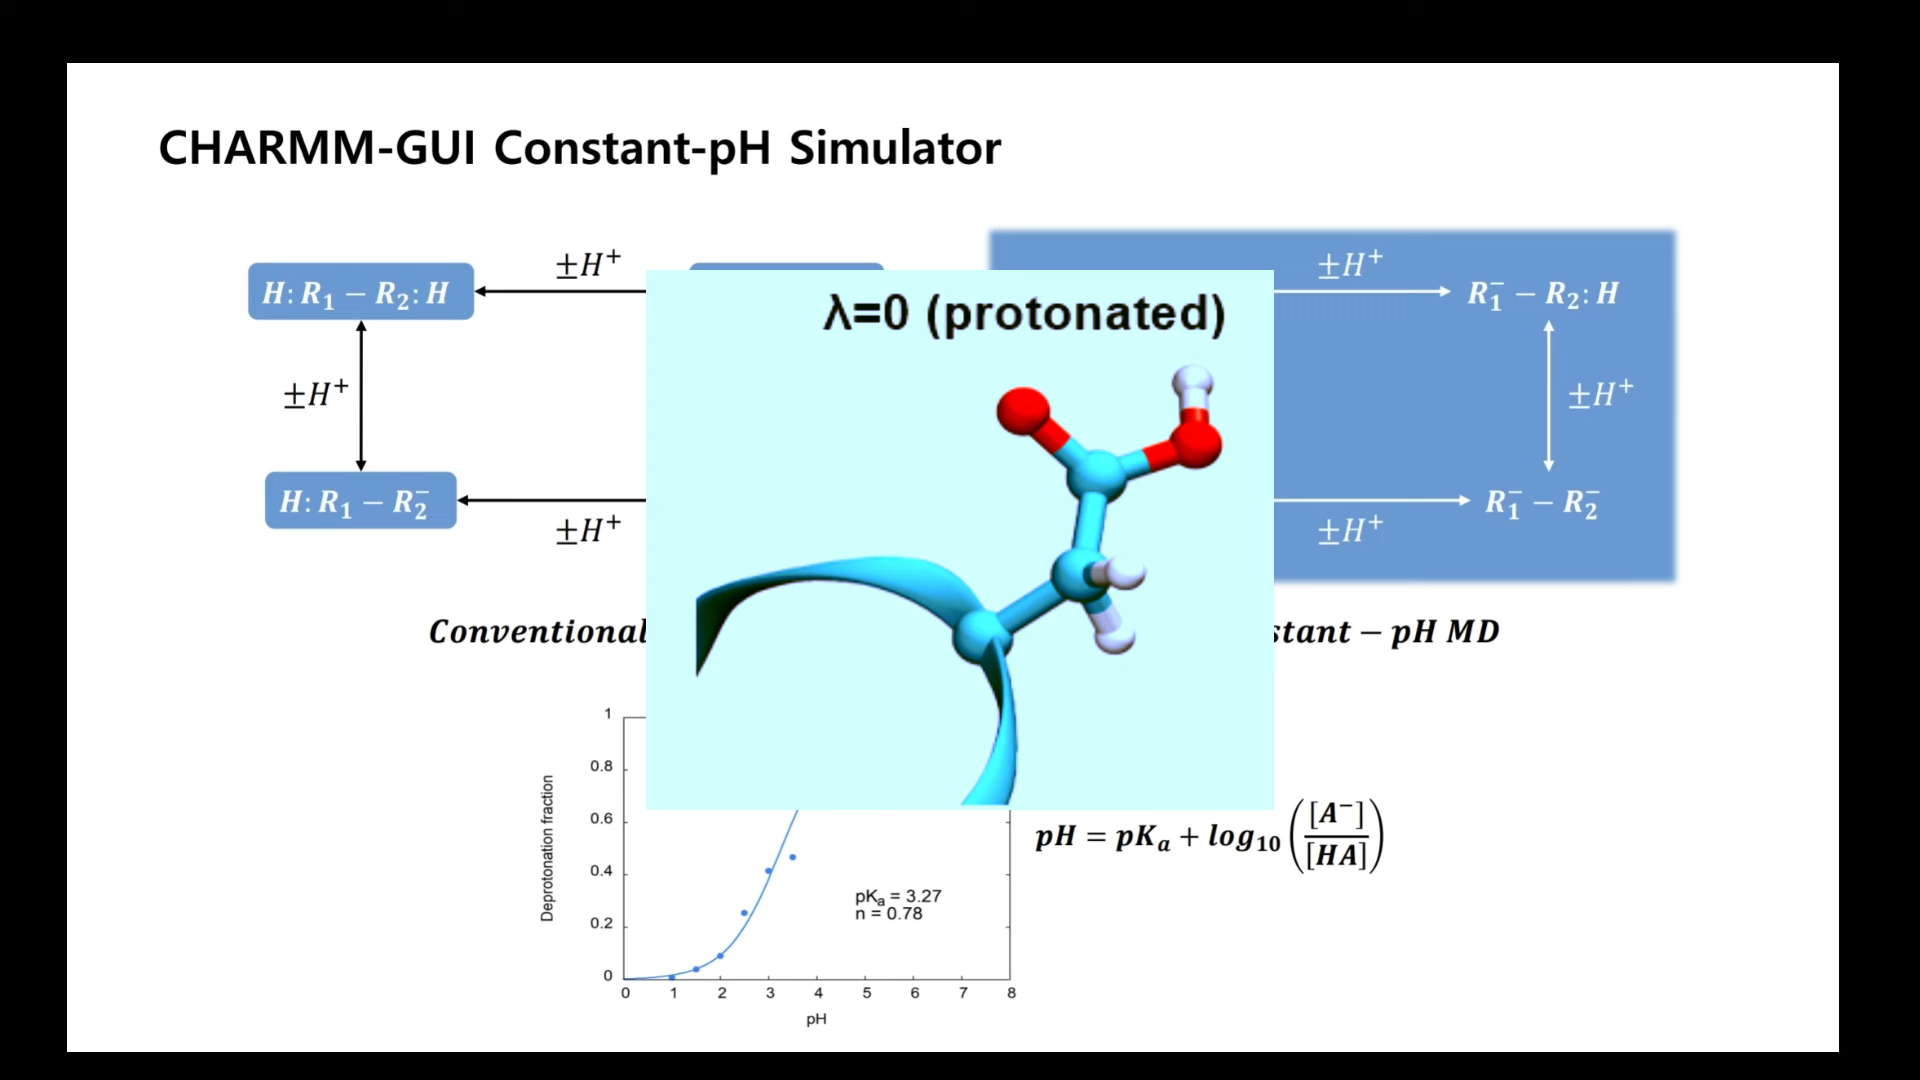 CHARMM-GUI Constant-pH Simulator
±H⁺
±H⁺
H:R₁ − R₂:H
R₁⁻ − R₂:H
λ=0 (protonated)
±H⁺
±H⁺
H:R₁ − R₂⁻
R₁⁻ − R₂⁻
±H⁺
±H⁺
Conventional
stant − pH MD
1
0.8
0.6
0.4
0.2
0
Deprotonation fraction
pKₐ = 3.27
n = 0.78
0 1 2 3 4 5 6 7 8
pH
pH = pKₐ + log₁₀ ([A⁻]/[HA])